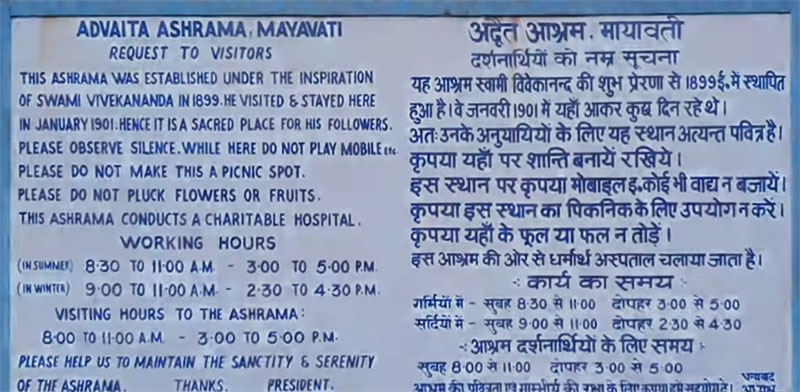 ADVAITA ASHRAMA, MAYAVATI
REQUEST TO VISITORS
THIS ASHRAMA WAS ESTABLISHED UNDER THE INSPIRATION
OF SWAMI VIVEKANANDA IN 1899. HE VISITED & STAYED HERE
IN JANUARY 1901. HENCE IT IS A SACRED PLACE FOR HIS FOLLOWERS.
PLEASE OBSERVE SILENCE. WHILE HERE DO NOT PLAY MOBILE etc.
PLEASE DO NOT MAKE THIS A PICNIC SPOT.
PLEASE DO NOT PLUCK FLOWERS OR FRUITS.
THIS ASHRAMA CONDUCTS A CHARITABLE HOSPITAL.
WORKING HOURS
(IN SUMMER) 8·30 TO 11·00 A.M. - 3·00 TO 5·00 P.M.
(IN WINTER) 9·00 TO 11·00 A.M. - 2·30 TO 4·30 P.M.
VISITING HOURS TO THE ASHRAMA:
8·00 TO 11·00 A.M. - 3·00 TO 5·00 P.M.
PLEASE HELP US TO MAINTAIN THE SANCTITY & SERENITY
OF THE ASHRAMA. THANKS. PRESIDENT.
अद्वैत आश्रम, मायावती
दर्शनार्थियों को नम्र सूचना
यह आश्रम स्वामी विवेकानन्द की शुभ प्रेरणा से 1899 ई. में स्थापित
हुआ है। वे जनवरी 1901 में यहाँ आकर कुछ दिन रहे थे।
अतः उनके अनुयायियों के लिए यह स्थान अत्यन्त पवित्र है।
कृपया यहाँ पर शान्ति बनायें रखिये।
इस स्थान पर कृपया मोबाइल इ. कोई भी वाद्य न बजायें।
कृपया इस स्थान का पिकनिक के लिए उपयोग न करें।
कृपया यहाँ के फूल या फल न तोड़ें।
इस आश्रम की ओर से धर्मार्थ अस्पताल चलाया जाता है।
कार्य का समय
गर्मियों में - सुबह 8·30 से 11·00 दोपहर 3·00 से 5·00
सर्दियों में - सुबह 9·00 से 11·00 दोपहर 2·30 से 4·30
आश्रम दर्शनार्थियों के लिए समय
सुबह 8·00 से 11·00 दोपहर 3·00 से 5·00
धन्यवाद
आश्रम की पवित्रता एवं गाम्भीर्य की रक्षा के लिए कृपया हमें सहयोग दें।